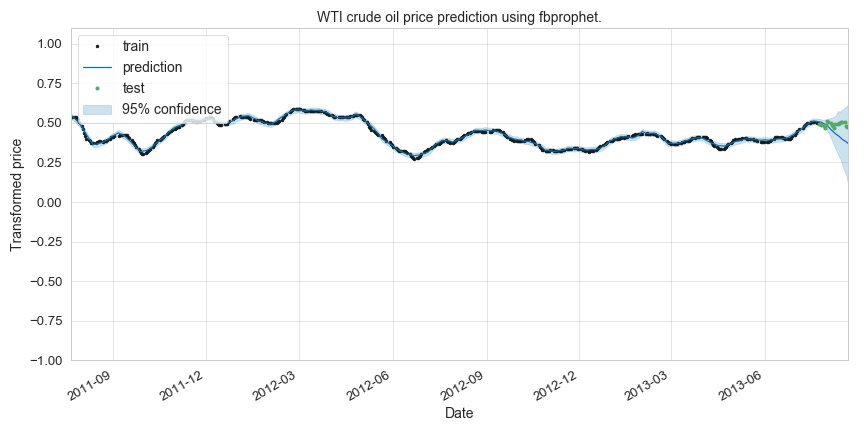 WTI crude oil price prediction using fbprophet.
train
prediction
test
95% confidence
1.00
0.75
0.50
0.25
0.00
−0.25
−0.50
−0.75
−1.00
Transformed price
2011-09
2011-12
2012-03
2012-06
2012-09
2012-12
2013-03
2013-06
Date